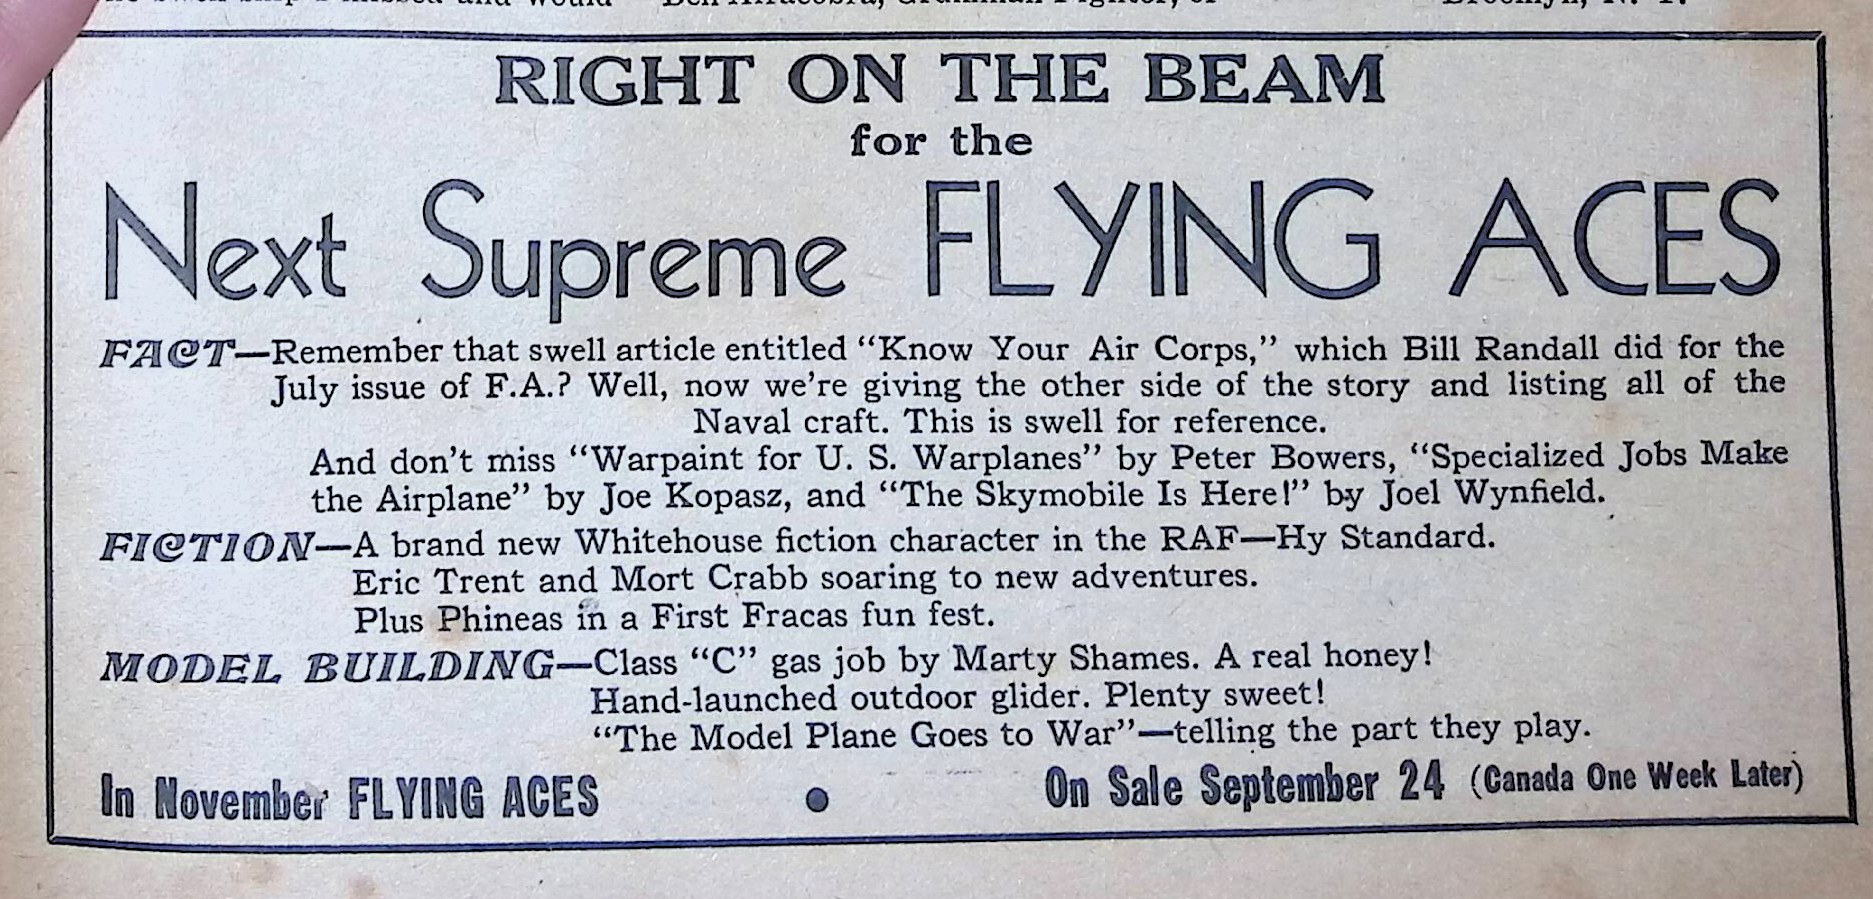 RIGHT ON THE BEAM
for the
Next Supreme FLYING ACES
FACT—Remember that swell article entitled “Know Your Air Corps,” which Bill Randall did for the
July issue of F.A.? Well, now we’re giving the other side of the story and listing all of the
Naval craft. This is swell for reference.
And don’t miss “Warpaint for U. S. Warplanes” by Peter Bowers, “Specialized Jobs Make
the Airplane” by Joe Kopasz, and “The Skymobile Is Here!” by Joel Wynfield.
FICTION—A brand new Whitehouse fiction character in the RAF—Hy Standard.
Eric Trent and Mort Crabb soaring to new adventures.
Plus Phineas in a First Fracas fun fest.
MODEL BUILDING—Class “C” gas job by Marty Shames. A real honey!
Hand-launched outdoor glider. Plenty sweet!
“The Model Plane Goes to War”—telling the part they play.
In November FLYING ACES ● On Sale September 24 (Canada One Week Later)